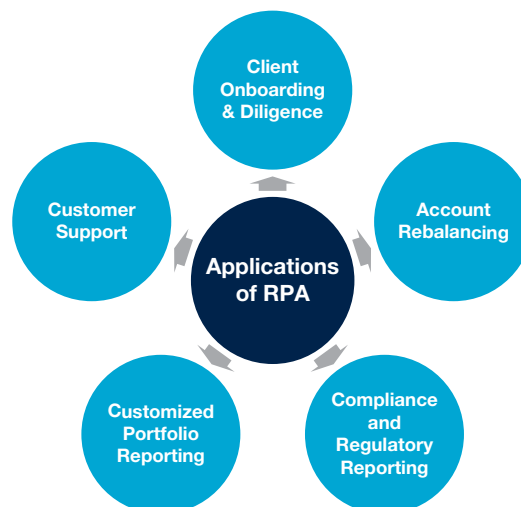 Client
Onboarding
& Diligence
Customer
Support
Account
Rebalancing
Applications
of RPA
Customized
Portfolio
Reporting
Compliance
and
Regulatory
Reporting